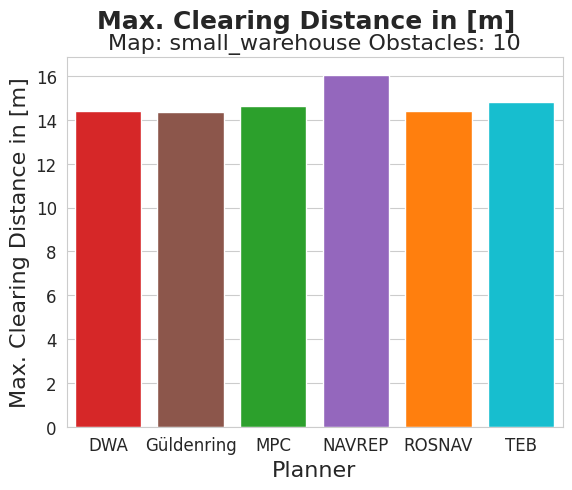 Max. Clearing Distance in [m]
Map: small_warehouse Obstacles: 10
Max. Clearing Distance in [m]
16
14
12
10
8
6
4
2
0
DWA Güldenring MPC NAVREP ROSNAV TEB
Planner